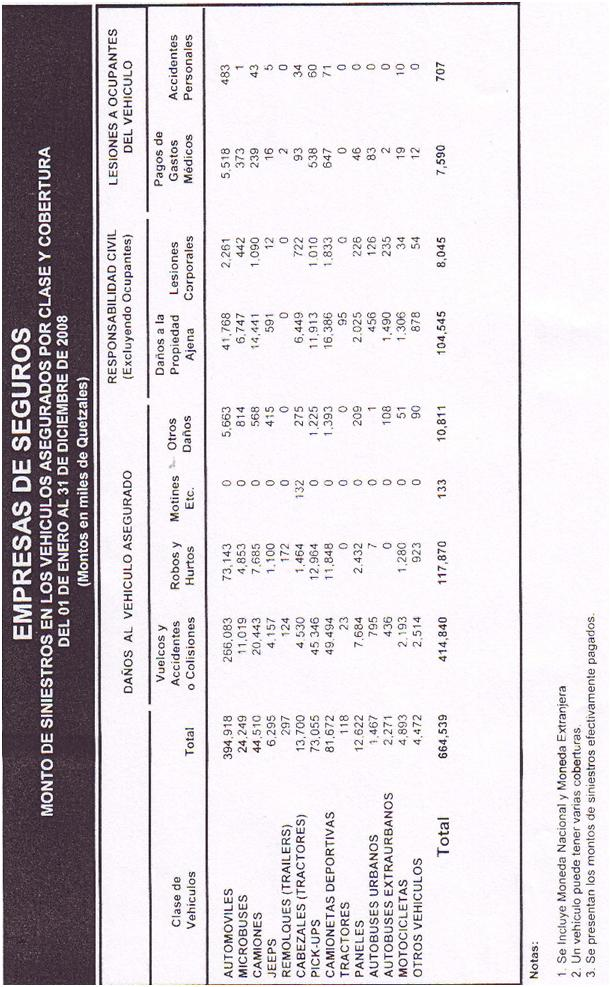 EMPRESAS DE SEGUROS
MONTO DE SINIESTROS EN LOS VEHICULOS ASEGURADOS POR CLASE Y COBERTURA
DEL 01 DE ENERO AL 31 DE DICIEMBRE DE 2008
(Montos en miles de Quetzales)
DAÑOS AL VEHICULO ASEGURADO RESPONSABILIDAD CIVIL (Excluyendo Ocupantes) LESIONES A OCUPANTES DEL VEHICULO
Clase de Vehículos Total Vuelcos y Accidentes o Colisiones Robos y Hurtos Motines Etc. Otros Daños Daños a la Propiedad Ajena Lesiones Corporales Pagos de Gastos Médicos Accidentes Personales
AUTOMÓVILES 394,918 266,083 73,143 0 5,663 41,768 2,261 5,518 483
MICROBUSES 24,249 11,019 4,853 0 814 6,747 442 373 1
CAMIONES 44,510 20,443 7,685 0 568 14,441 1,090 239 43
JEEPS 6,295 4,157 1,100 0 415 591 12 16 5
REMOLQUES (TRAILERS) 297 124 172 0 0 0 0 2 0
CABEZALES (TRACTORES) 13,700 4,530 1,464 132 275 6,449 722 93 34
PICK-UPS 73,055 45,346 12,964 0 1,225 11,913 1,010 538 60
CAMIONETAS DEPORTIVAS 81,672 49,494 11,848 0 1,393 16,386 1,833 647 71
TRACTORES 118 23 0 0 0 95 0 0 0
PANELES 12,622 7,684 2,432 0 209 2,025 226 46 0
AUTOBUSES URBANOS 1,467 795 7 0 1 456 126 83 0
AUTOBUSES EXTRAURBANOS 2,271 436 0 0 108 1,490 235 2 0
MOTOCICLETAS 4,893 2,193 1,280 0 51 1,306 34 19 10
OTROS VEHICULOS 4,472 2,514 923 0 90 878 54 12 0
Total 664,539 414,840 117,870 133 10,811 104,545 8,045 7,590 707
Notas:
1. Se Incluye Moneda Nacional y Moneda Extranjera
2. Un vehículo puede tener varias coberturas.
3. Se presentan los montos de siniestros efectivamente pagados.